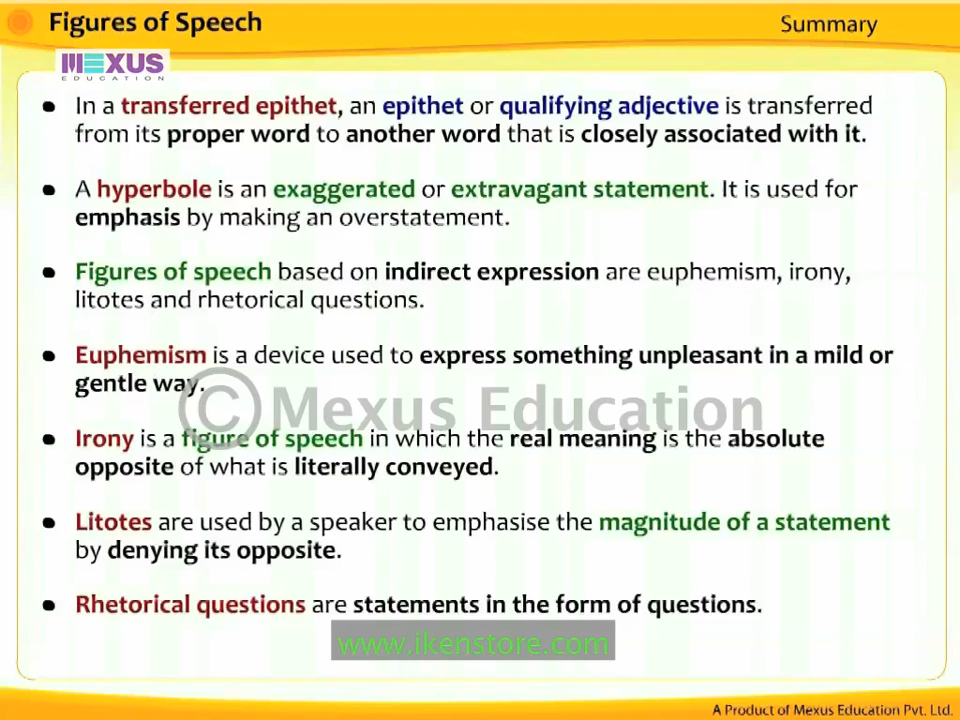 Figures of Speech
Summary
MEXUS
EDUCATION
• In a transferred epithet, an epithet or qualifying adjective is transferred
from its proper word to another word that is closely associated with it.
• A hyperbole is an exaggerated or extravagant statement. It is used for
emphasis by making an overstatement.
• Figures of speech based on indirect expression are euphemism, irony,
litotes and rhetorical questions.
• Euphemism is a device used to express something unpleasant in a mild or
gentle way.
© Mexus Education
• Irony is a figure of speech in which the real meaning is the absolute
opposite of what is literally conveyed.
• Litotes are used by a speaker to emphasise the magnitude of a statement
by denying its opposite.
• Rhetorical questions are statements in the form of questions.
www.ikenstore.com
A Product of Mexus Education Pvt. Ltd.